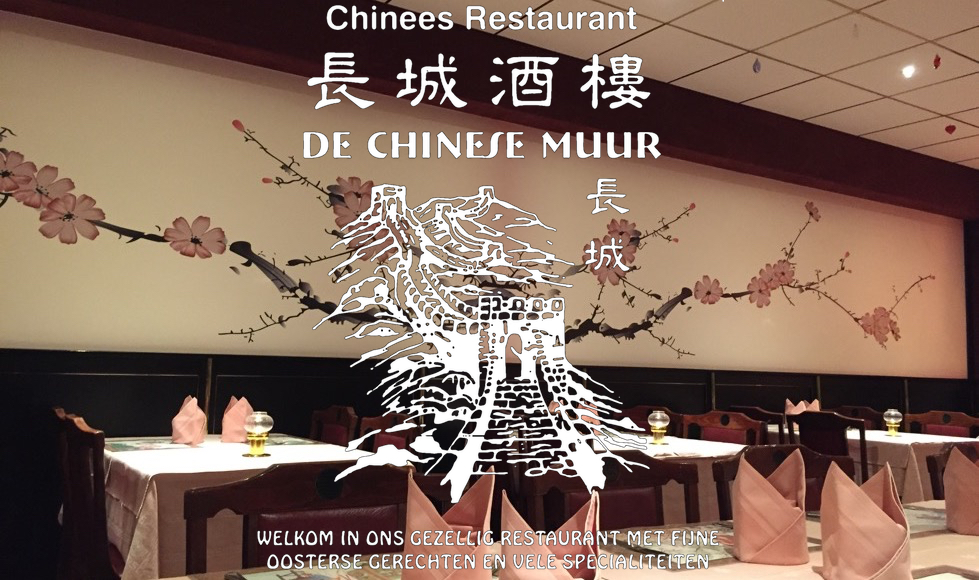 Chinees Restaurant
長城酒樓
DE CHINESE MUUR
長
城
WELKOM IN ONS GEZELLIG RESTAURANT MET FIJNE
OOSTERSE GERECHTEN EN VELE SPECIALITEITEN